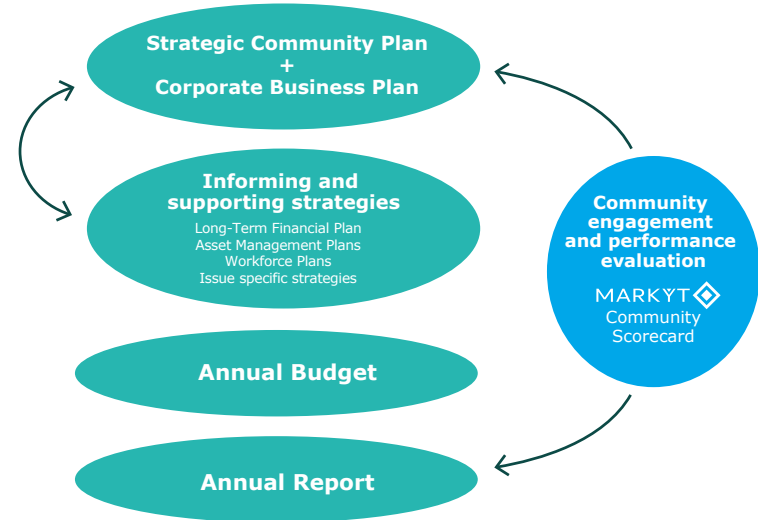 Strategic Community Plan
+
Corporate Business Plan
Informing and
supporting strategies
Long-Term Financial Plan
Asset Management Plans
Workforce Plans
Issue specific strategies
Annual Budget
Annual Report
Community
engagement
and performance
evaluation
MARKYT
Community
Scorecard